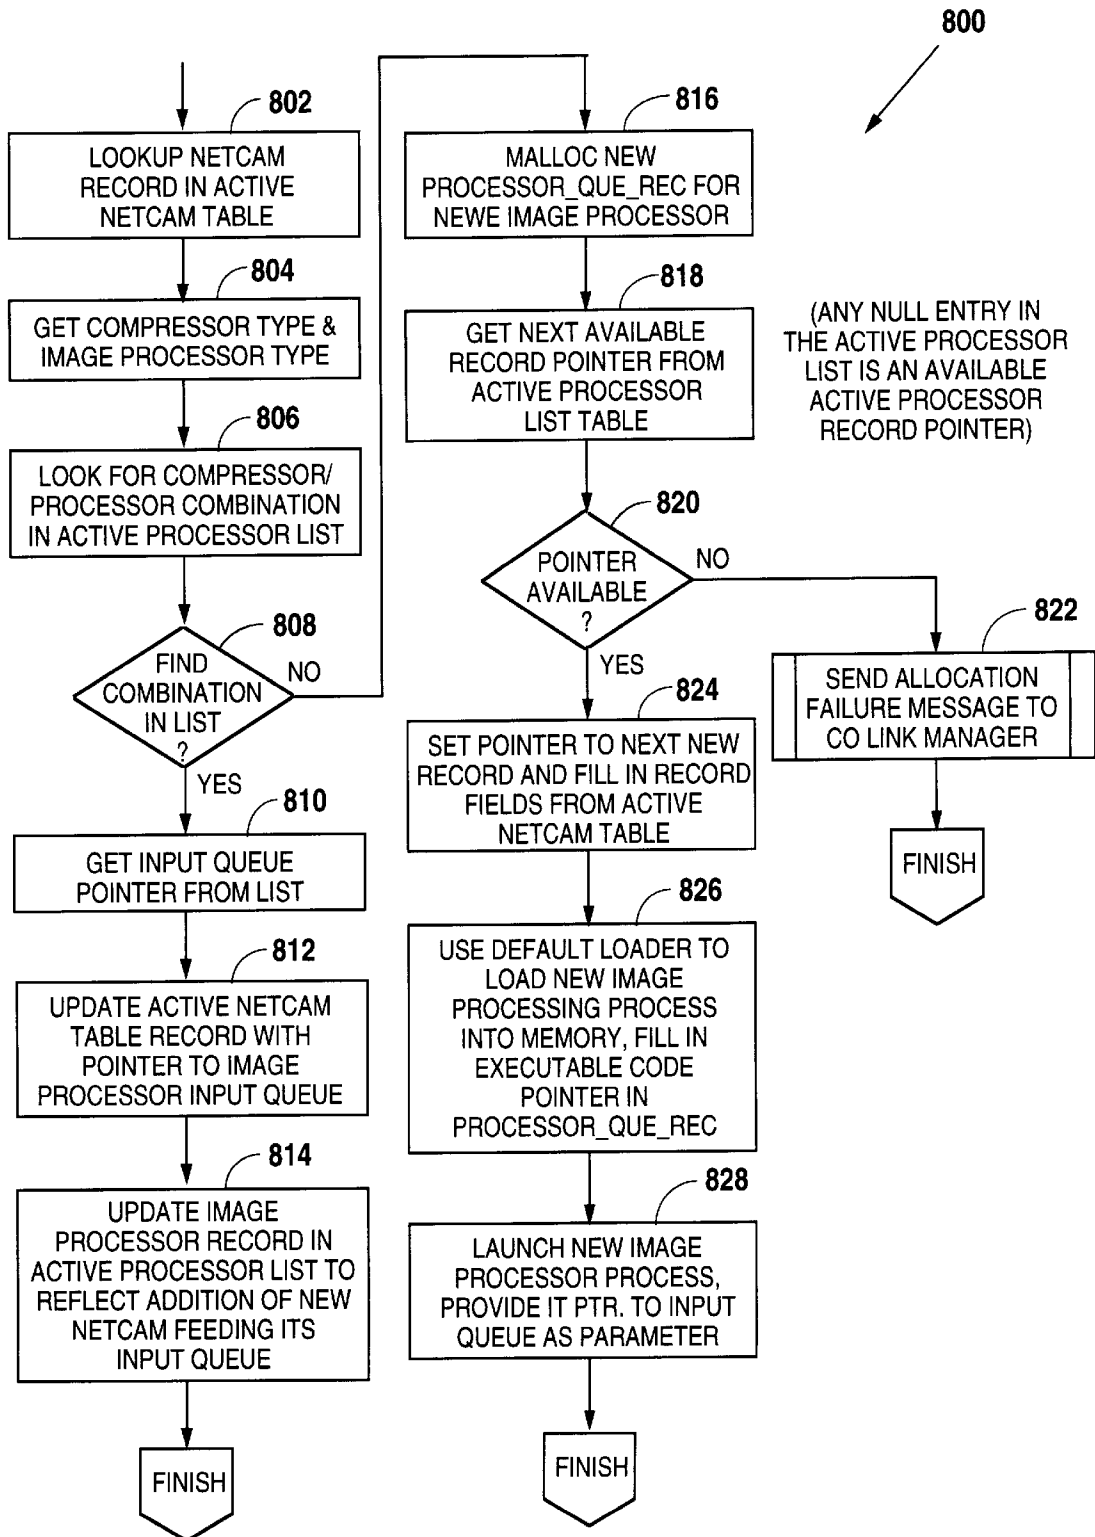 800
802
LOOKUP NETCAM
RECORD IN ACTIVE
NETCAM TABLE
804
GET COMPRESSOR TYPE &
IMAGE PROCESSOR TYPE
806
LOOK FOR COMPRESSOR/
PROCESSOR COMBINATION
IN ACTIVE PROCESSOR LIST
808
FIND
COMBINATION
IN LIST
?
NO
YES
810
GET INPUT QUEUE
POINTER FROM LIST
812
UPDATE ACTIVE NETCAM
TABLE RECORD WITH
POINTER TO IMAGE
PROCESSOR INPUT QUEUE
814
UPDATE IMAGE
PROCESSOR RECORD IN
ACTIVE PROCESSOR LIST TO
REFLECT ADDITION OF NEW
NETCAM FEEDING ITS
INPUT QUEUE
FINISH
816
MALLOC NEW
PROCESSOR_QUE_REC FOR
NEWE IMAGE PROCESSOR
818
GET NEXT AVAILABLE
RECORD POINTER FROM
ACTIVE PROCESSOR
LIST TABLE
(ANY NULL ENTRY IN
THE ACTIVE PROCESSOR
LIST IS AN AVAILABLE
ACTIVE PROCESSOR
RECORD POINTER)
820
POINTER
AVAILABLE
?
NO
YES
822
SEND ALLOCATION
FAILURE MESSAGE TO
CO LINK MANAGER
FINISH
824
SET POINTER TO NEXT NEW
RECORD AND FILL IN RECORD
FIELDS FROM ACTIVE
NETCAM TABLE
826
USE DEFAULT LOADER TO
LOAD NEW IMAGE
PROCESSING PROCESS
INTO MEMORY, FILL IN
EXECUTABLE CODE
POINTER IN
PROCESSOR_QUE_REC
828
LAUNCH NEW IMAGE
PROCESSOR PROCESS,
PROVIDE IT PTR. TO INPUT
QUEUE AS PARAMETER
FINISH